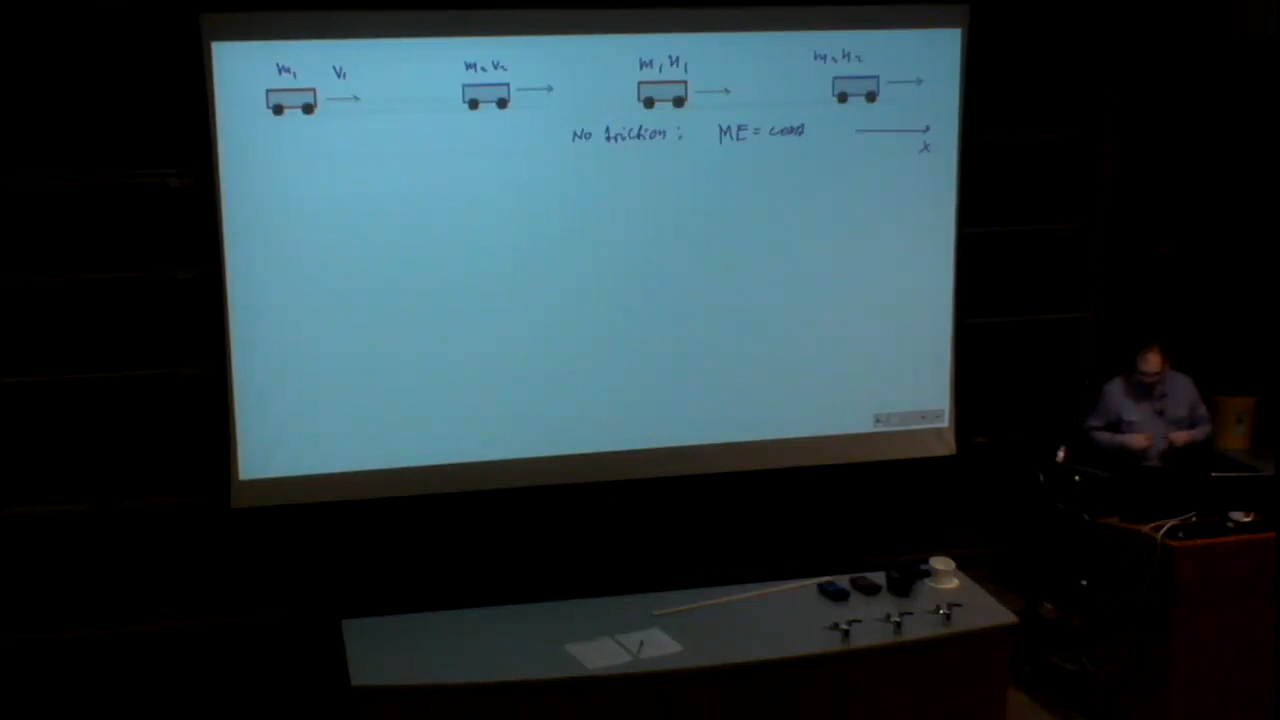 m₁ v₁ m₂ v₂ m₁ u₁ m₂ u₂
No friction : ME = const
x